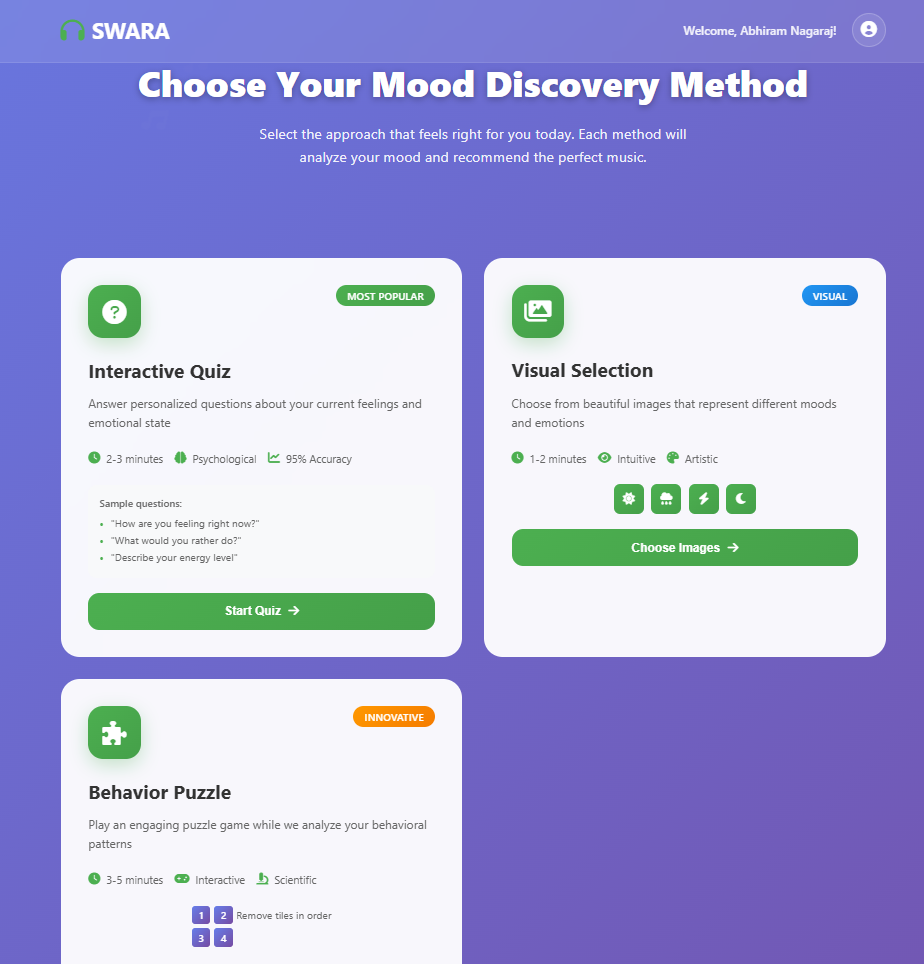 SWARA
Welcome, Abhiram Nagaraj!
Choose Your Mood Discovery Method
Select the approach that feels right for you today. Each method will
analyze your mood and recommend the perfect music.
?
MOST POPULAR
Interactive Quiz
Answer personalized questions about your current feelings and
emotional state
2-3 minutes Psychological 95% Accuracy
Sample questions:
• "How are you feeling right now?"
• "What would you rather do?"
• "Describe your energy level"
Start Quiz →
VISUAL
Visual Selection
Choose from beautiful images that represent different moods
and emotions
1-2 minutes Intuitive Artistic
Choose Images →
INNOVATIVE
Behavior Puzzle
Play an engaging puzzle game while we analyze your behavioral
patterns
3-5 minutes Interactive Scientific
1 2 Remove tiles in order
3 4